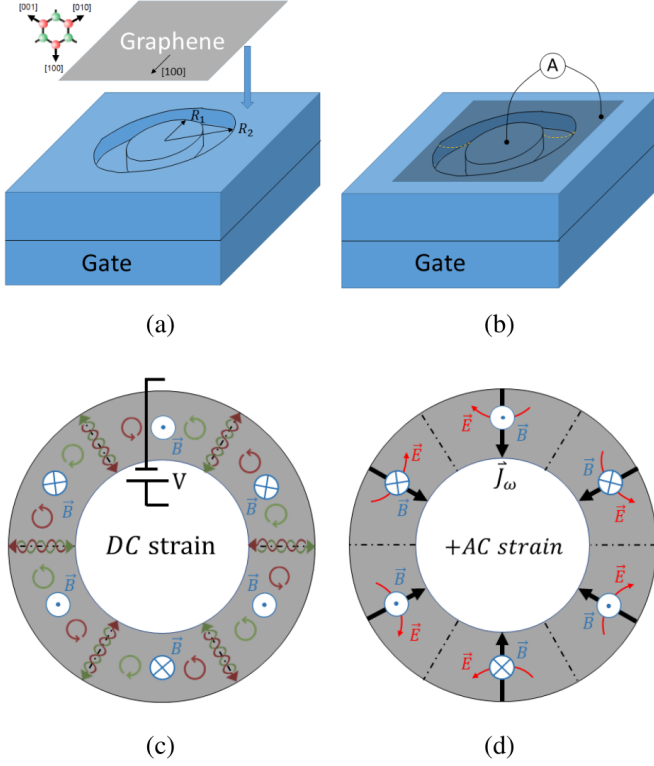 [001] [010]
[100]
Graphene
[100]
R₁
R₂
Gate
(a)
A
Gate
(b)
B⃗
V
B⃗ B⃗
DC strain
B⃗ B⃗
B⃗
(c)
E⃗ B⃗
E⃗ J⃗ω
B⃗ B⃗ E⃗
+AC strain
B⃗ E⃗
E⃗ B⃗
E⃗ B⃗
(d)